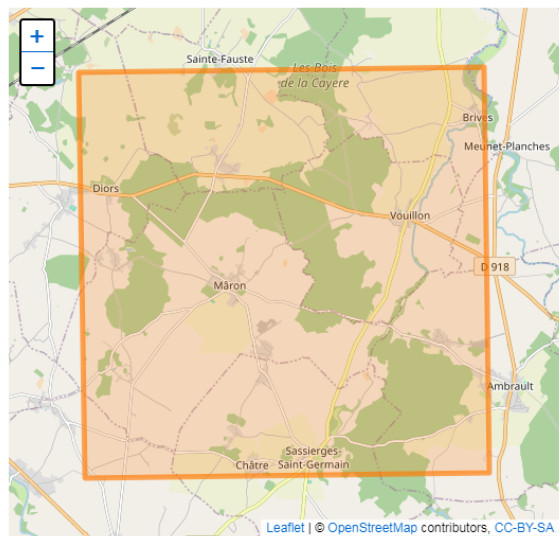 +
−
Sainte-Fauste
Les Bois
de la Cayère
Brives
Meunet-Planches
Diors
Vouillon
D 918
Mâron
Ambrault
Sassierges-
Saint-Germain
Châtre
Leaflet | © OpenStreetMap contributors, CC-BY-SA